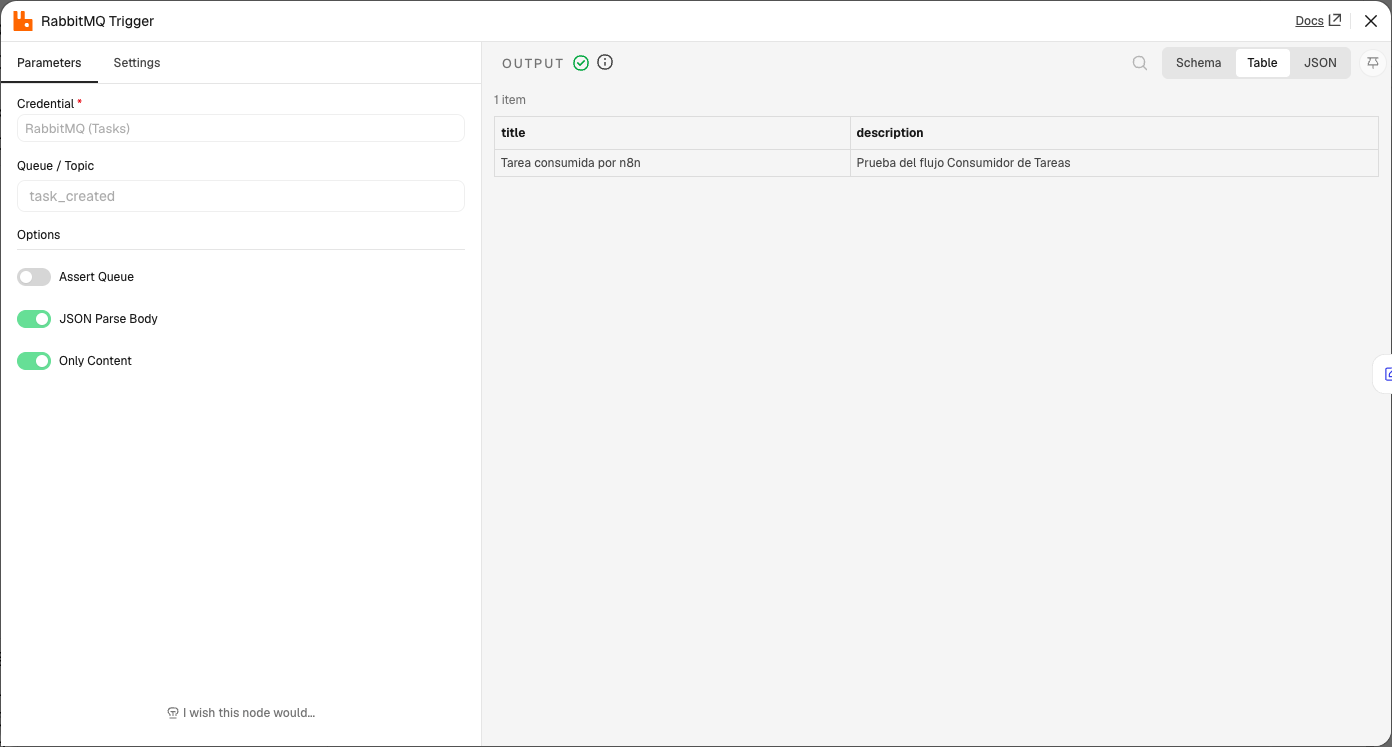 RabbitMQ Trigger
Docs
Parameters
Settings
Credential *
RabbitMQ (Tasks)
Queue / Topic
task_created
Options
Assert Queue
JSON Parse Body
Only Content
I wish this node would...
OUTPUT
Schema
Table
JSON
1 item
title
description
Tarea consumida por n8n
Prueba del flujo Consumidor de Tareas